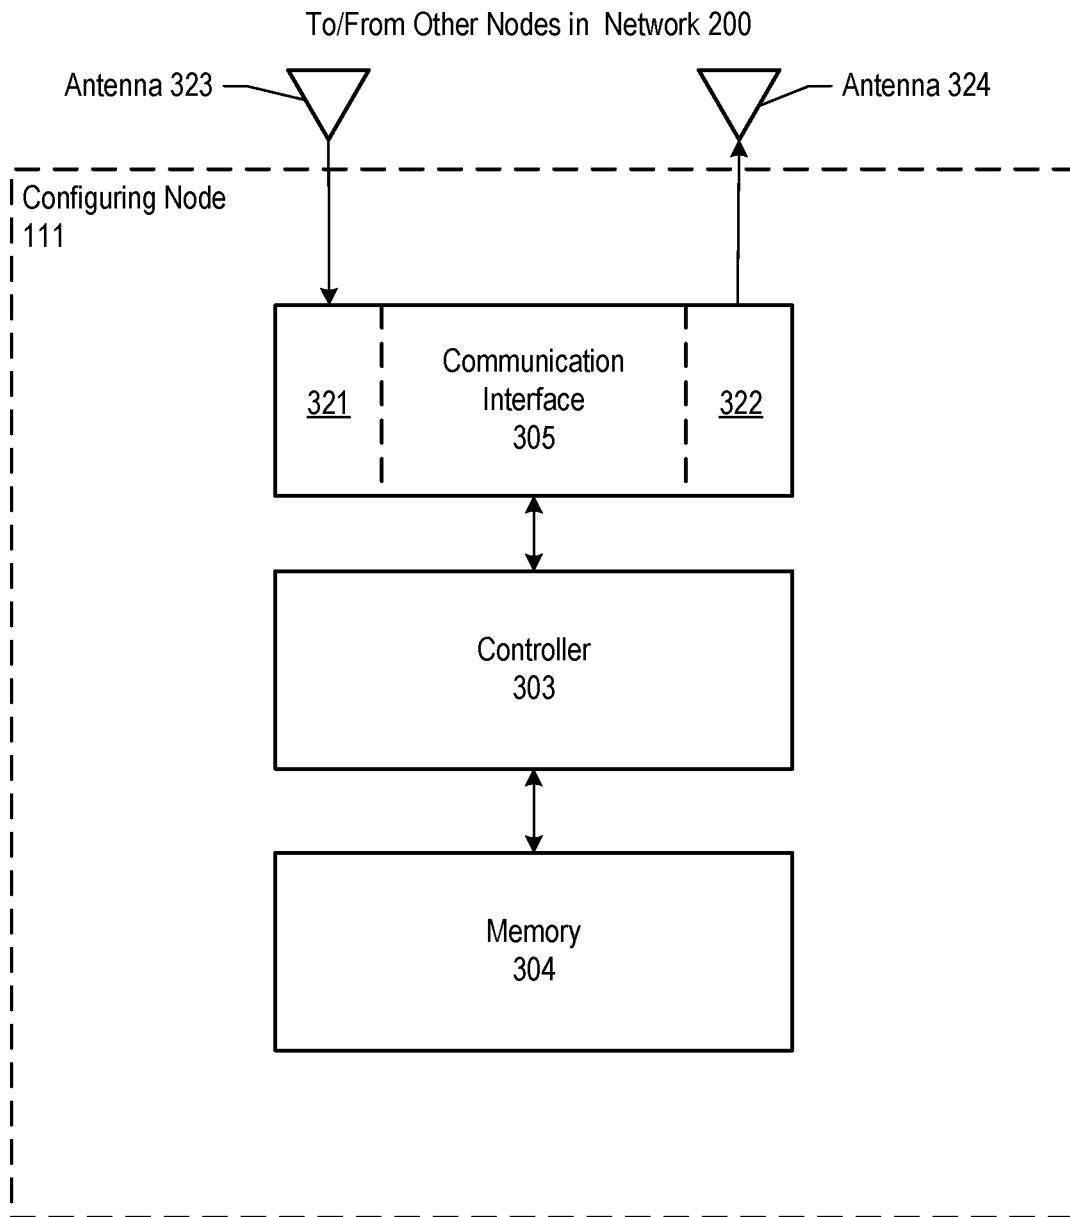 To/From Other Nodes in Network 200
Antenna 323
Antenna 324
Configuring Node
111
321
Communication
Interface
305
322
Controller
303
Memory
304